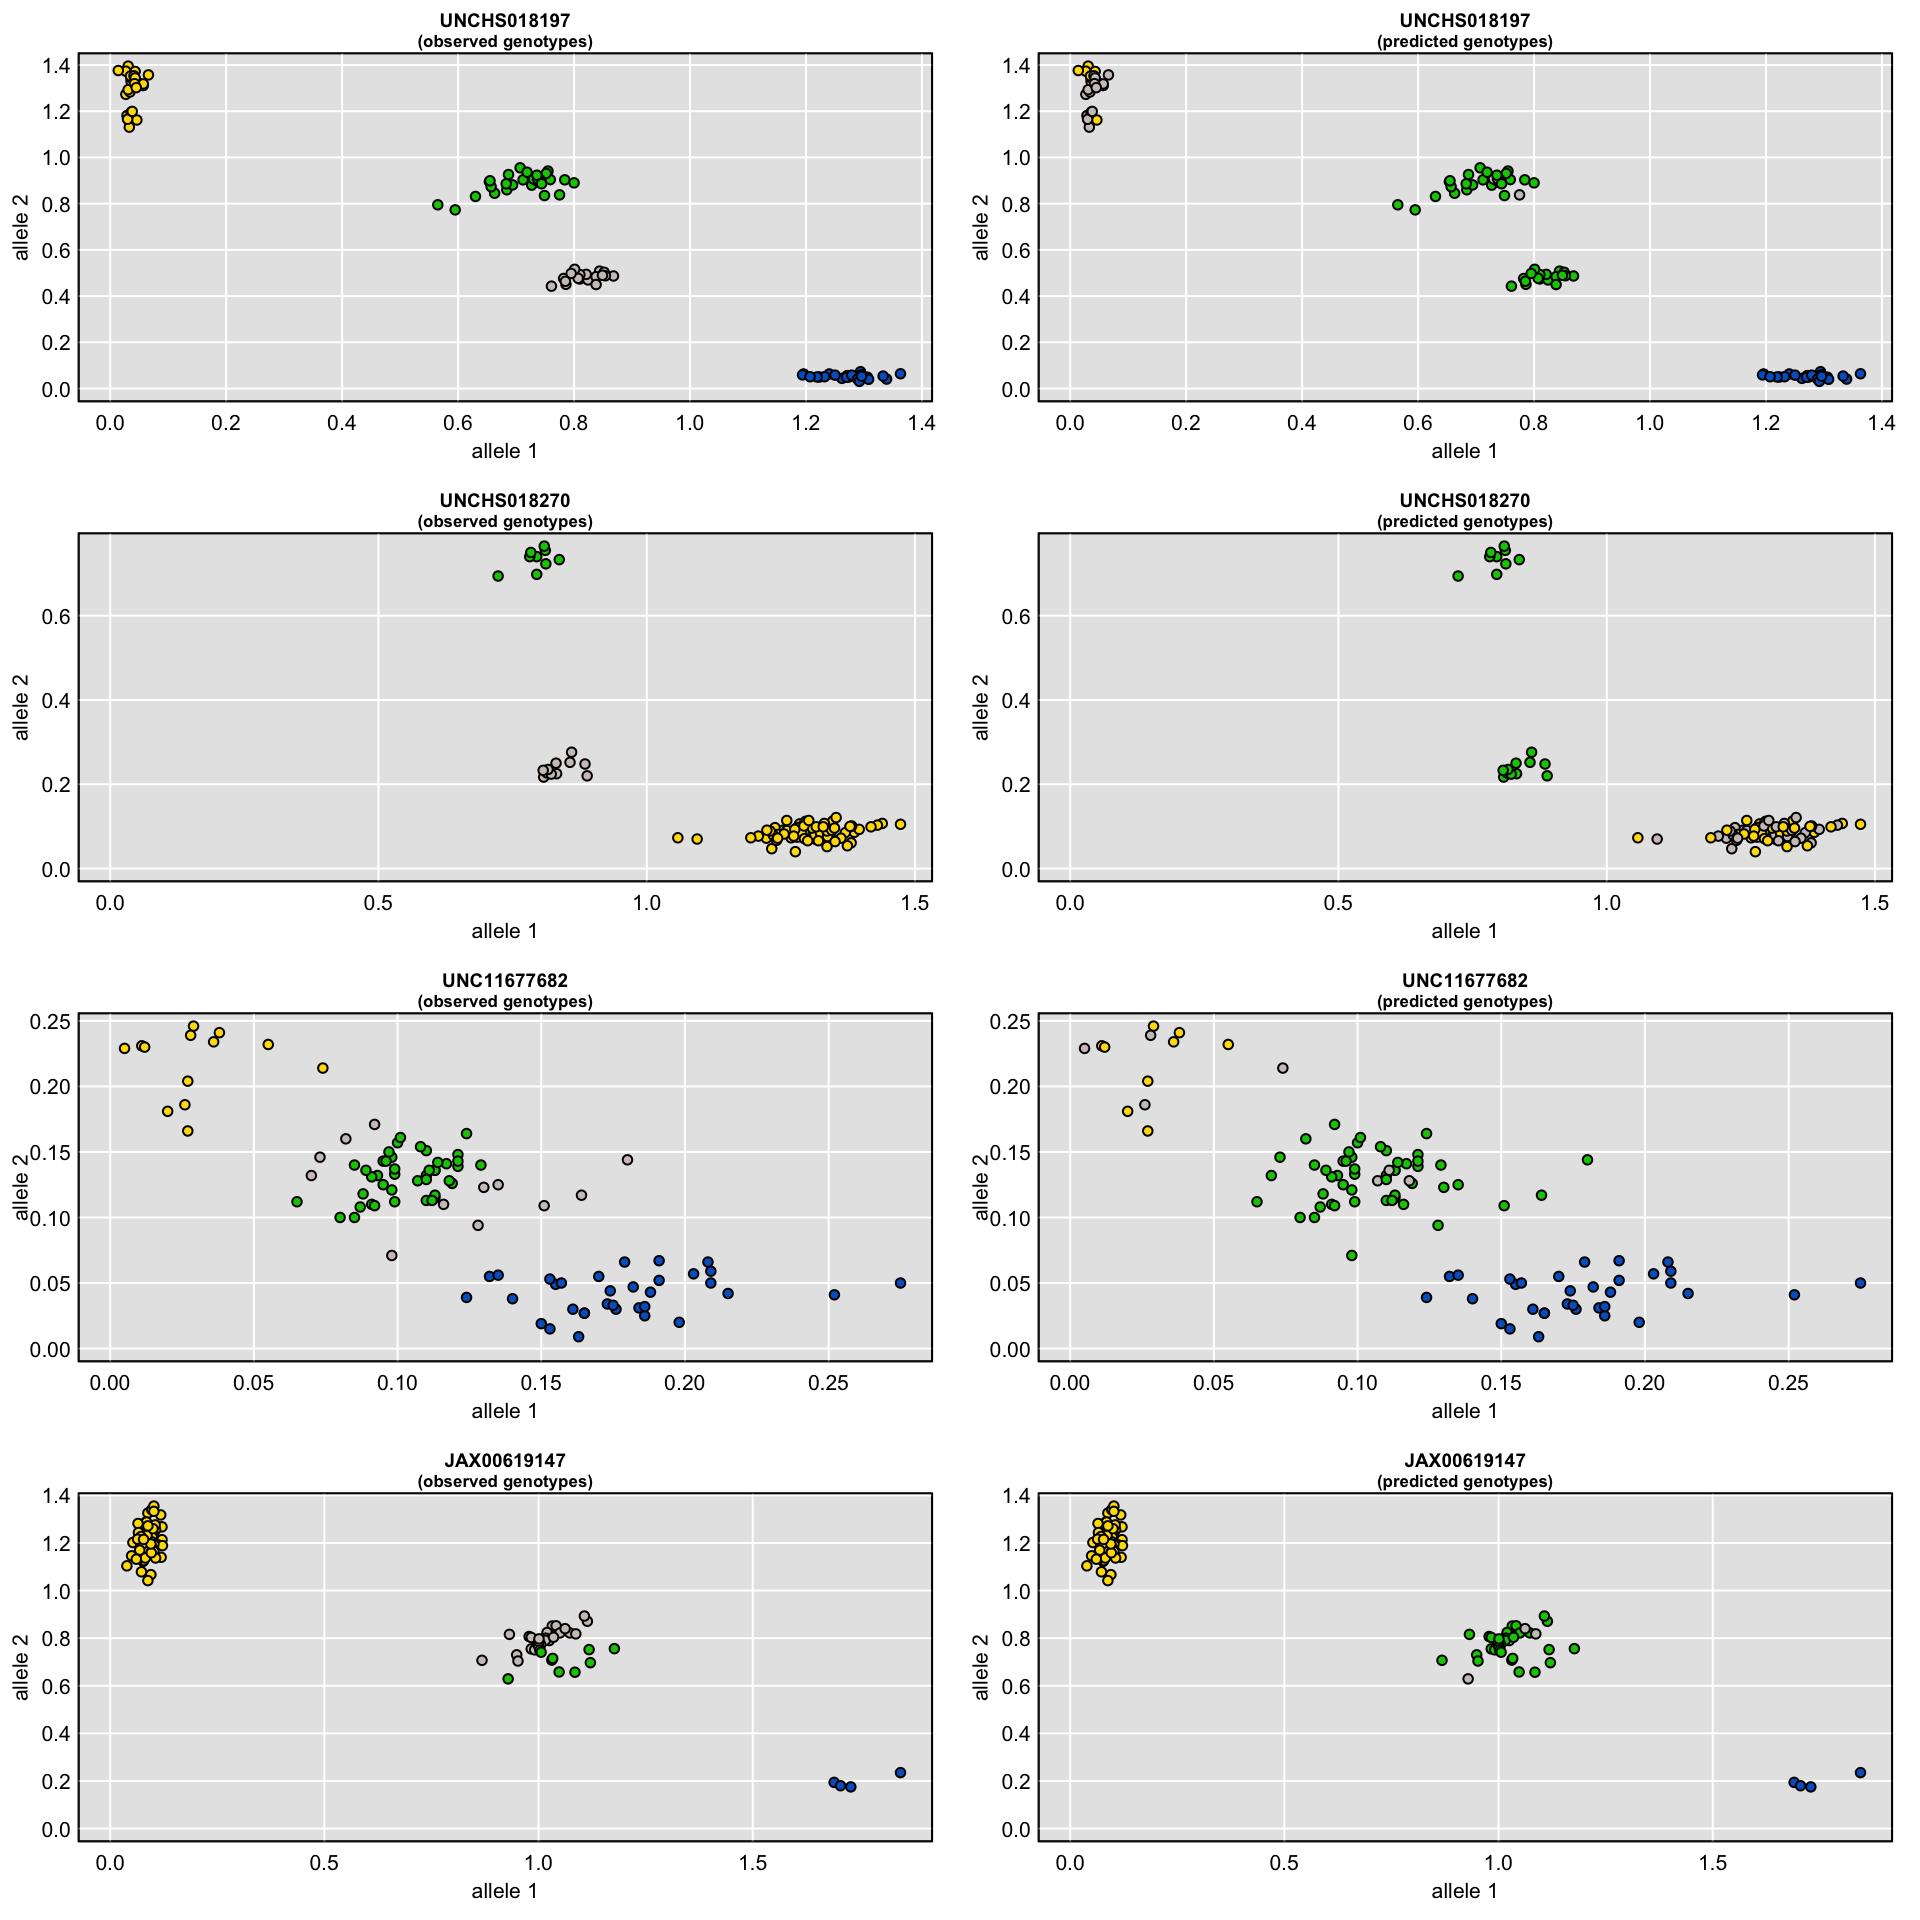 UNCHS018197
(observed genotypes)
allele 2
1.4
1.2
1.0
0.8
0.6
0.4
0.2
0.0
0.0 0.2 0.4 0.6 0.8 1.0 1.2 1.4
allele 1
UNCHS018197
(predicted genotypes)
allele 2
1.4
1.2
1.0
0.8
0.6
0.4
0.2
0.0
0.0 0.2 0.4 0.6 0.8 1.0 1.2 1.4
allele 1
UNCHS018270
(observed genotypes)
allele 2
0.6
0.4
0.2
0.0
0.0 0.5 1.0 1.5
allele 1
UNCHS018270
(predicted genotypes)
allele 2
0.6
0.4
0.2
0.0
0.0 0.5 1.0 1.5
allele 1
UNC11677682
(observed genotypes)
allele 2
0.25
0.20
0.15
0.10
0.05
0.00
0.00 0.05 0.10 0.15 0.20 0.25
allele 1
UNC11677682
(predicted genotypes)
allele 2
0.25
0.20
0.15
0.10
0.05
0.00
0.00 0.05 0.10 0.15 0.20 0.25
allele 1
JAX00619147
(observed genotypes)
allele 2
1.4
1.2
1.0
0.8
0.6
0.4
0.2
0.0
0.0 0.5 1.0 1.5
allele 1
JAX00619147
(predicted genotypes)
allele 2
1.4
1.2
1.0
0.8
0.6
0.4
0.2
0.0
0.0 0.5 1.0 1.5
allele 1